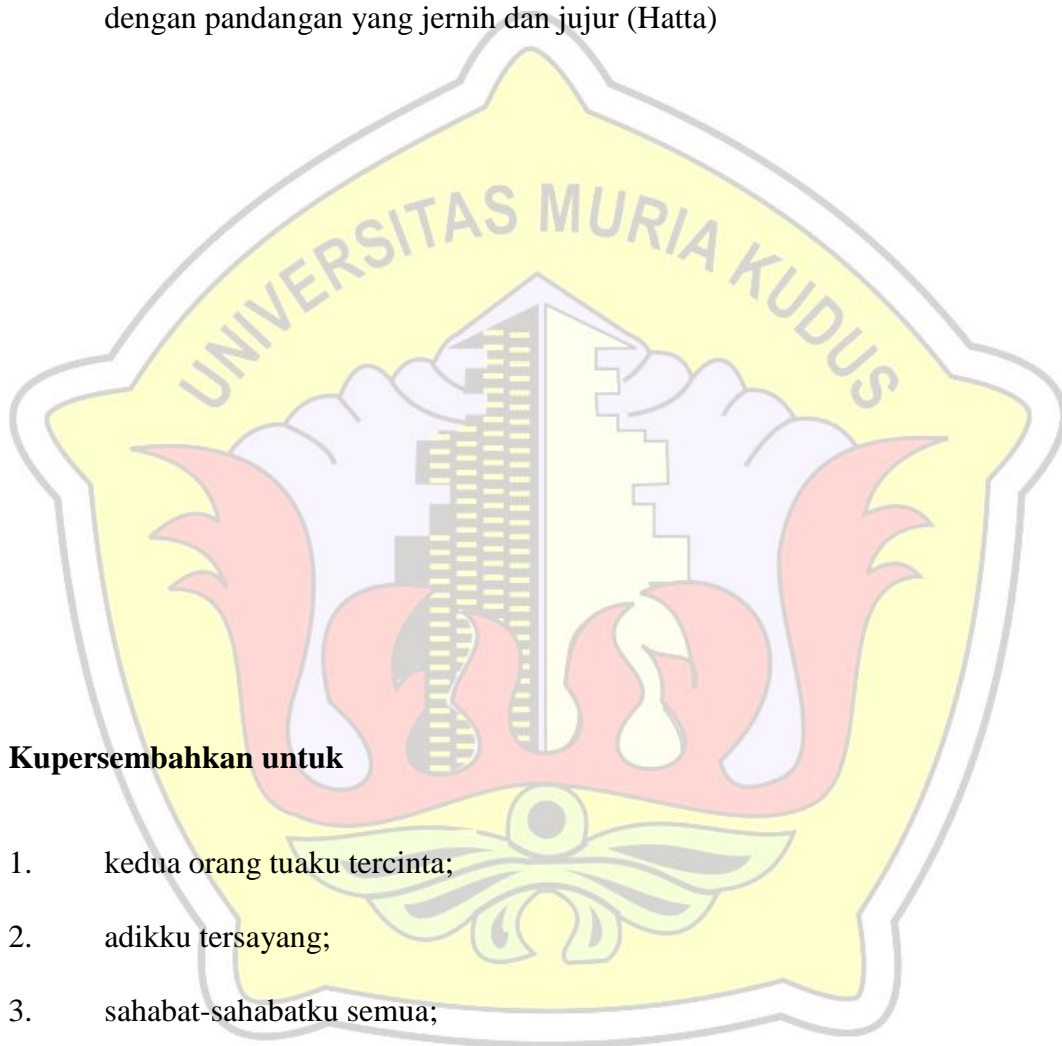 dengan pandangan yang jernih dan jujur (Hatta)
UNIVERSITAS MURIA KUDUS
Kupersembahkan untuk
1. kedua orang tuaku tercinta;
2. adikku tersayang;
3. sahabat-sahabatku semua;